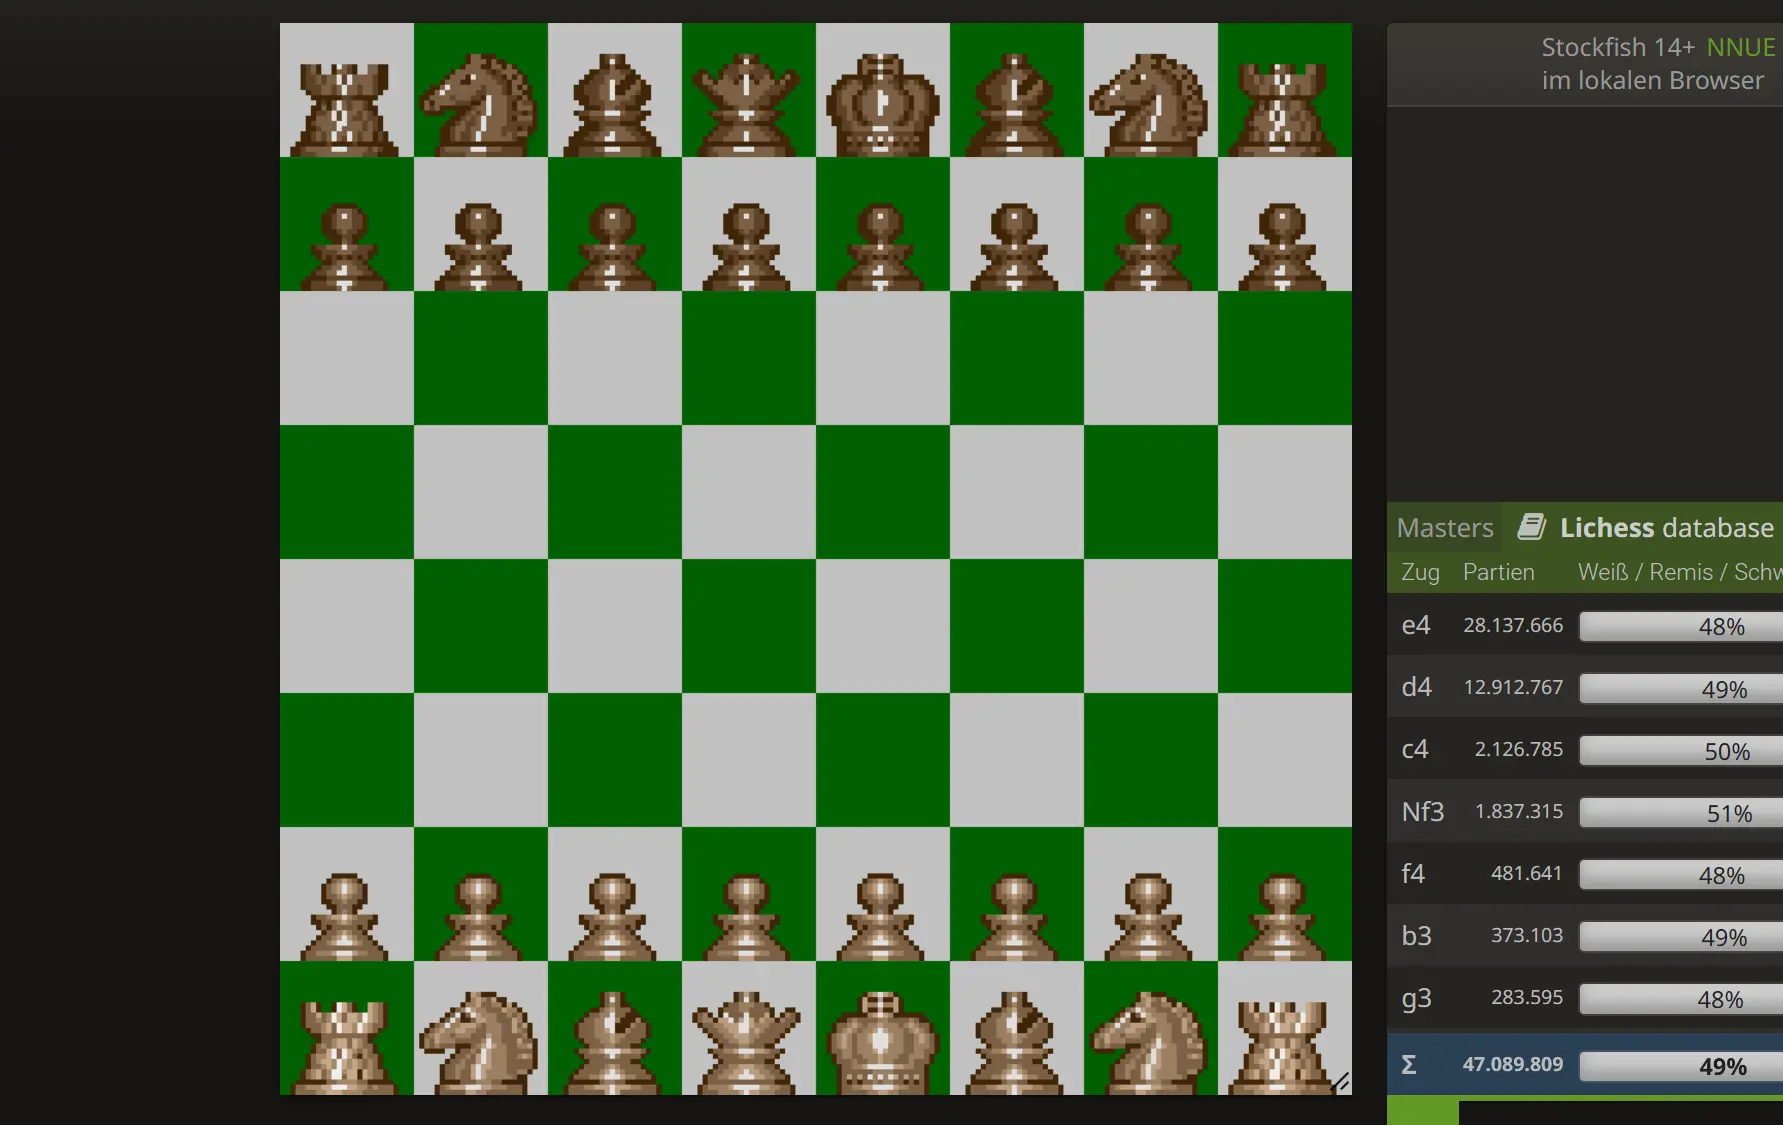 Stockfish 14+ NNUE
im lokalen Browser
Masters Lichess database
Zug Partien Weiß / Remis / Schw
e4 28.137.666 48%
d4 12.912.767 49%
c4 2.126.785 50%
Nf3 1.837.315 51%
f4 481.641 48%
b3 373.103 49%
g3 283.595 48%
Σ 47.089.809 49%